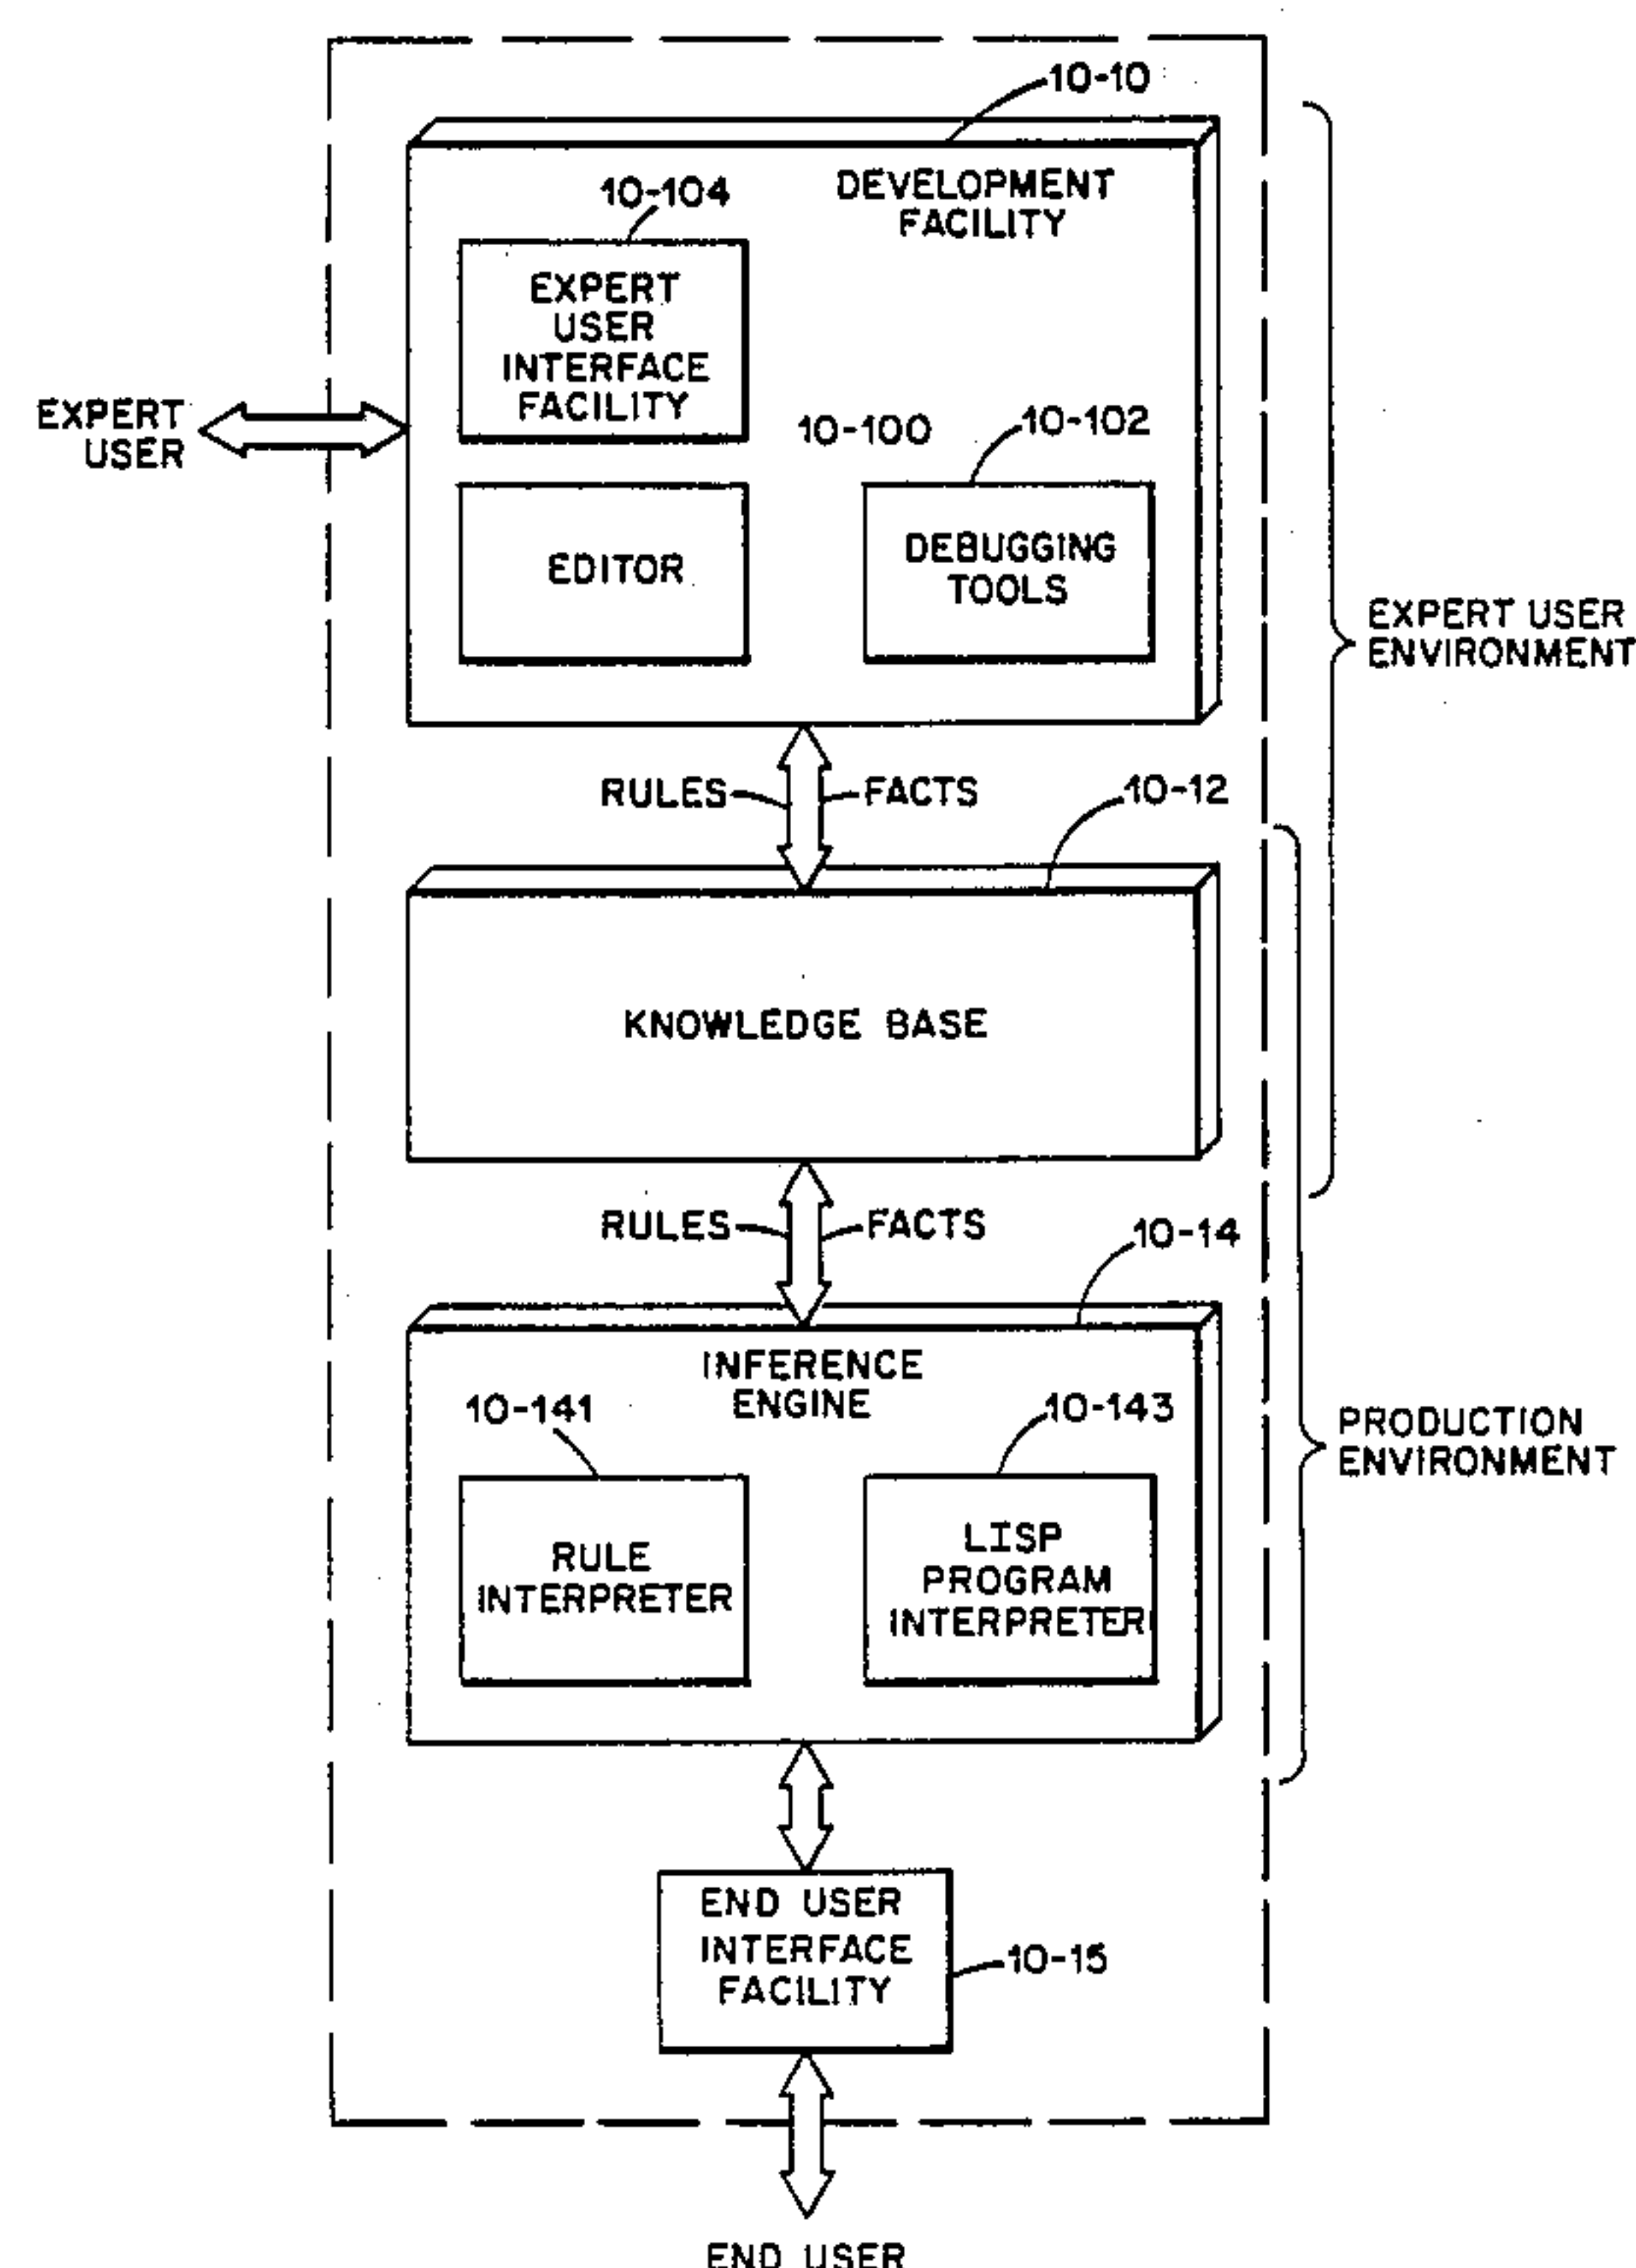 10-10
DEVELOPMENT
FACILITY
10-104
EXPERT
USER
INTERFACE
FACILITY
EXPERT
USER
10-100
10-102
EDITOR
DEBUGGING
TOOLS
EXPERT USER
ENVIRONMENT
RULES
FACTS
10-12
KNOWLEDGE BASE
RULES
FACTS
10-14
INFERENCE
ENGINE
10-141
10-143
RULE
INTERPRETER
LISP
PROGRAM
INTERPRETER
PRODUCTION
ENVIRONMENT
END USER
INTERFACE
FACILITY
10-15
END USER